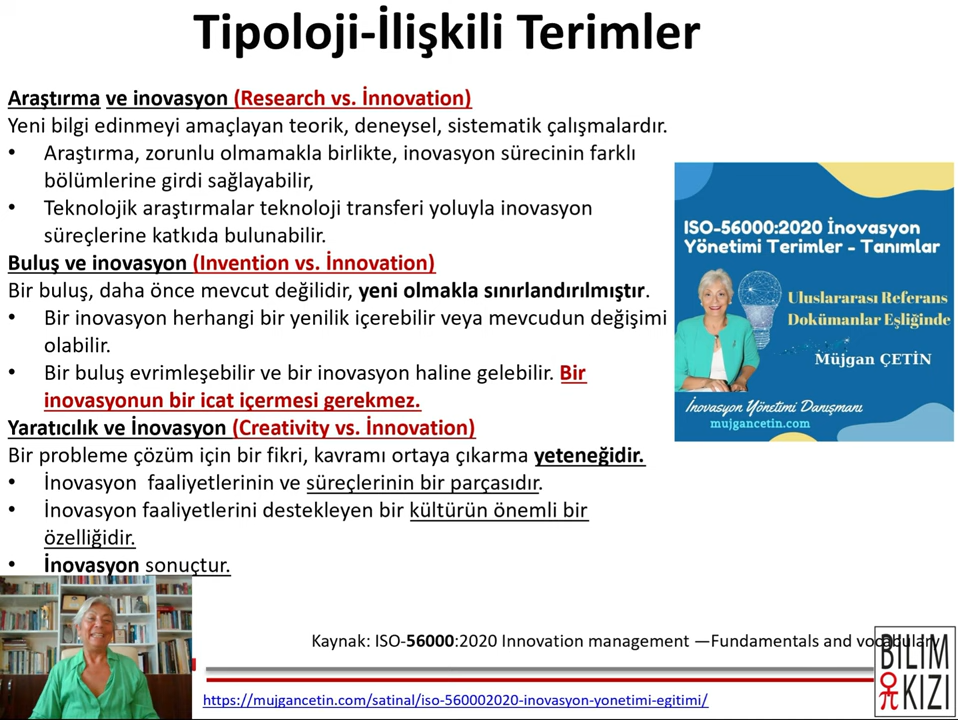 Tipoloji-İlişkili Terimler
Araştırma ve inovasyon (Research vs. İnnovation)
Yeni bilgi edinmeyi amaçlayan teorik, deneysel, sistematik çalışmalardır.
• Araştırma, zorunlu olmamakla birlikte, inovasyon sürecinin farklı
bölümlerine girdi sağlayabilir,
• Teknolojik araştırmalar teknoloji transferi yoluyla inovasyon
süreçlerine katkıda bulunabilir.
Buluş ve inovasyon (Invention vs. İnnovation)
Bir buluş, daha önce mevcut değilidir, yeni olmakla sınırlandırılmıştır.
• Bir inovasyon herhangi bir yenilik içerebilir veya mevcudun değişimi
olabilir.
• Bir buluş evrimleşebilir ve bir inovasyon haline gelebilir. Bir
inovasyonun bir icat içermesi gerekmez.
Yaratıcılık ve İnovasyon (Creativity vs. İnnovation)
Bir probleme çözüm için bir fikri, kavramı ortaya çıkarma yeteneğidir.
• İnovasyon faaliyetlerinin ve süreçlerinin bir parçasıdır.
• İnovasyon faaliyetlerini destekleyen bir kültürün önemli bir
özelliğidir.
• İnovasyon sonuçtur.
ISO-56000:2020 İnovasyon
Yönetimi Terimler - Tanımlar
Uluslararası Referans
Dokümanlar Eşliğinde
Müjgan ÇETİN
İnovasyon Yönetimi Danışmanı
mujgancetin.com
Kaynak: ISO-56000:2020 Innovation management —Fundamentals and vocabulary
https://mujgancetin.com/satinal/iso-560002020-inovasyon-yonetimi-egitimi/
BILIM
KIZI